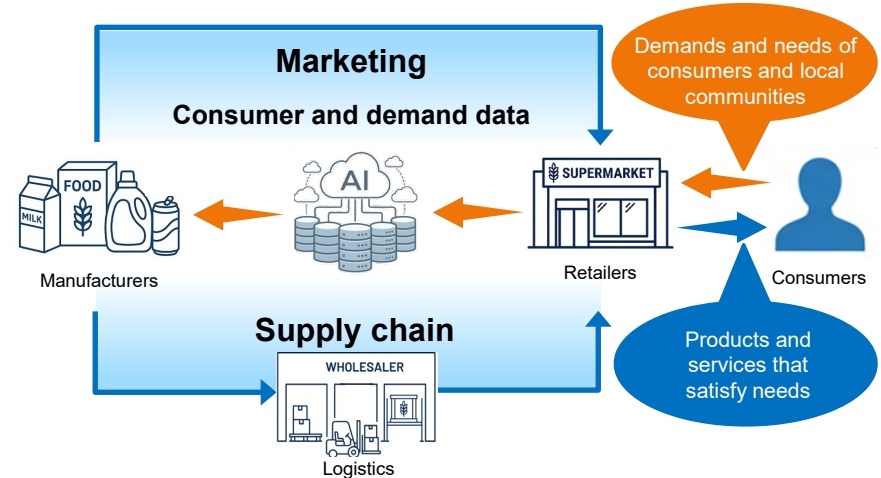 Marketing
Consumer and demand data
Demands and needs of
consumers and local
communities
AI
FOOD
MILK
SUPERMARKET
Manufacturers
Retailers
Consumers
Supply chain
WHOLESALER
Logistics
Products and
services that
satisfy needs